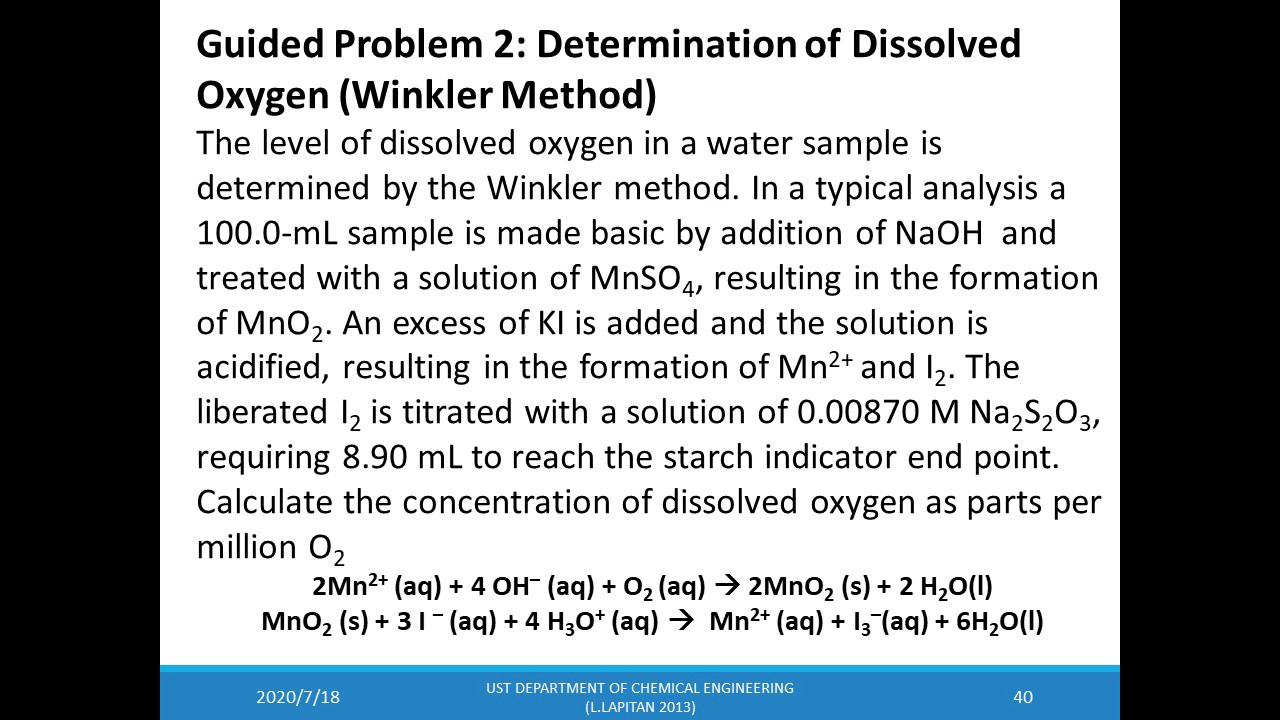 Guided Problem 2: Determination of Dissolved
Oxygen (Winkler Method)
The level of dissolved oxygen in a water sample is
determined by the Winkler method. In a typical analysis a
100.0-mL sample is made basic by addition of NaOH and
treated with a solution of MnSO₄, resulting in the formation
of MnO₂. An excess of KI is added and the solution is
acidified, resulting in the formation of Mn²⁺ and I₂. The
liberated I₂ is titrated with a solution of 0.00870 M Na₂S₂O₃,
requiring 8.90 mL to reach the starch indicator end point.
Calculate the concentration of dissolved oxygen as parts per
million O₂
2Mn²⁺ (aq) + 4 OH⁻ (aq) + O₂ (aq) → 2MnO₂ (s) + 2 H₂O(l)
MnO₂ (s) + 3 I ⁻ (aq) + 4 H₃O⁺ (aq) → Mn²⁺ (aq) + I₃⁻(aq) + 6H₂O(l)
2020/7/18
UST DEPARTMENT OF CHEMICAL ENGINEERING
(L.LAPITAN 2013)
40